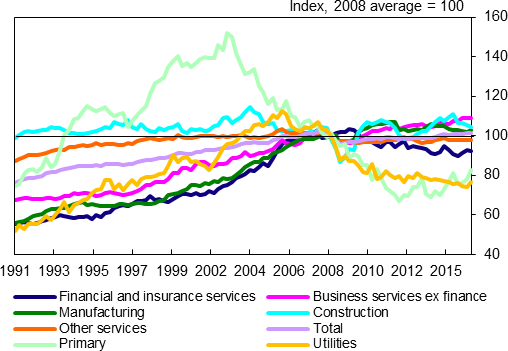 Index, 2008 average = 100
160
140
120
100
80
60
40
1991 1993 1995 1997 1999 2002 2004 2006 2008 2010 2012 2015
Financial and insurance services Business services ex finance
Manufacturing Construction
Other services Total
Primary Utilities